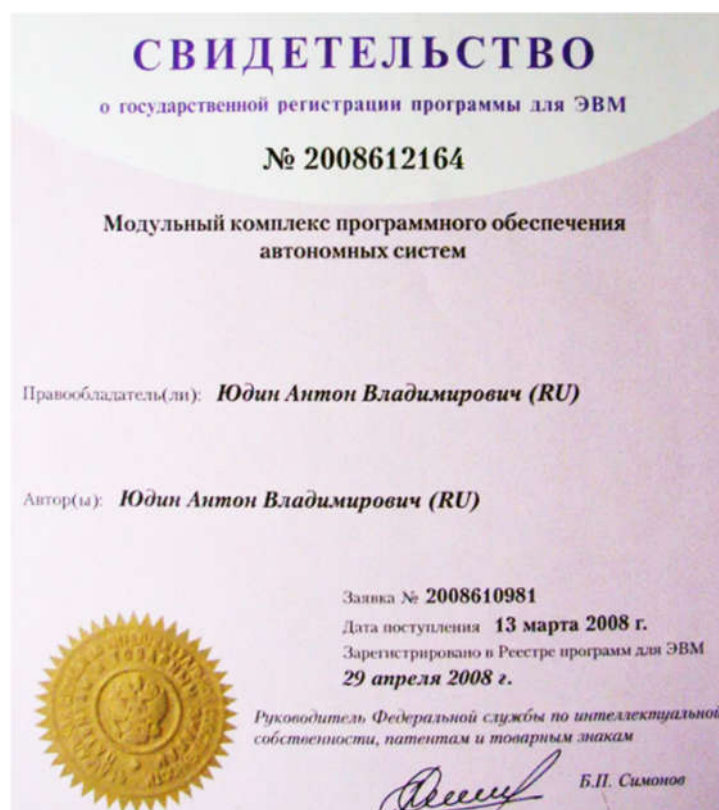 СВИДЕТЕЛЬСТВО
о государственной регистрации программы для ЭВМ
№ 2008612164
Модульный комплекс программного обеспечения
автономных систем
Правообладатель(ли): Юдин Антон Владимирович (RU)
Автор(ы): Юдин Антон Владимирович (RU)
Заявка № 2008610981
Дата поступления 13 марта 2008 г.
Зарегистрировано в Реестре программ для ЭВМ
29 апреля 2008 г.
Руководитель Федеральной службы по интеллектуальной
собственности, патентам и товарным знакам
Б.П. Симонов